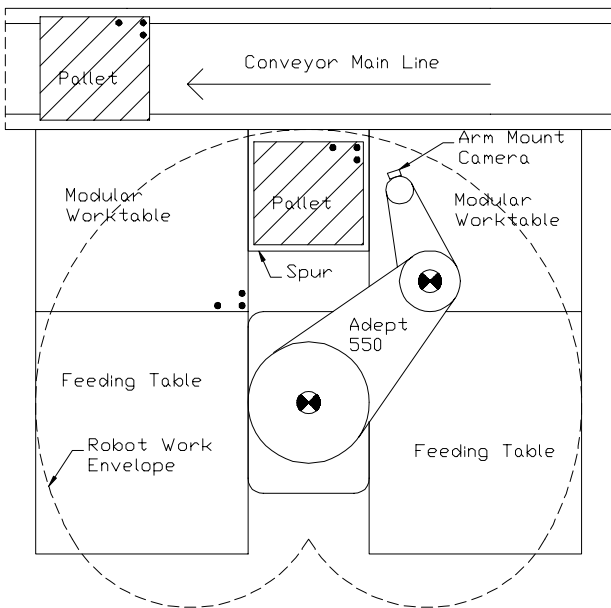 Conveyor Main Line
Pallet
Arm Mount
Camera
Modular
Worktable
Pallet
Modular
Worktable
Spur
Adept
550
Feeding Table
Robot Work
Envelope
Feeding Table